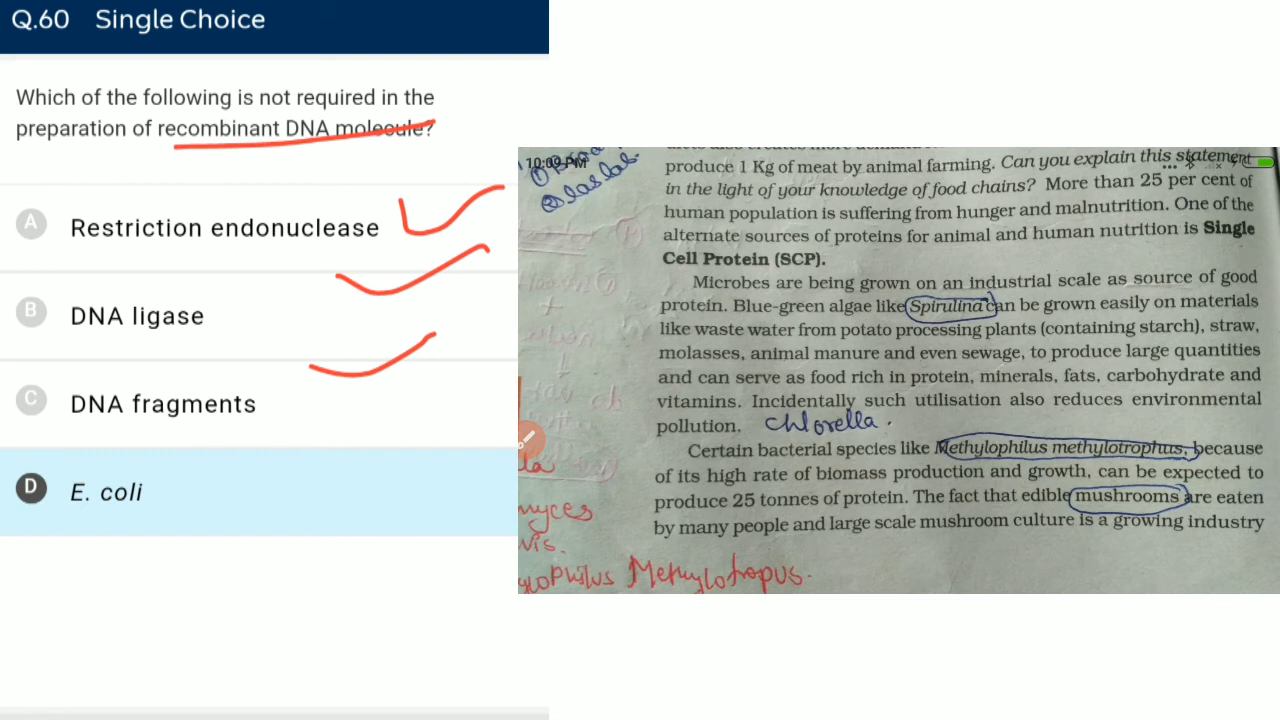 Q.60 Single Choice
Which of the following is not required in the
preparation of recombinant DNA molecule?
A Restriction endonuclease
B DNA ligase
C DNA fragments
D E. coli
10:09 PM
produce 1 Kg of meat by animal farming. Can you explain this statement
in the light of your knowledge of food chains? More than 25 per cent of
human population is suffering from hunger and malnutrition. One of the
alternate sources of proteins for animal and human nutrition is Single
Cell Protein (SCP).
Microbes are being grown on an industrial scale as source of good
protein. Blue-green algae like Spirulina can be grown easily on materials
like waste water from potato processing plants (containing starch), straw,
molasses, animal manure and even sewage, to produce large quantities
and can serve as food rich in protein, minerals, fats, carbohydrate and
vitamins. Incidentally such utilisation also reduces environmental
pollution. chlorella.
Certain bacterial species like Methylophilus methylotrophus, because
of its high rate of biomass production and growth, can be expected to
produce 25 tonnes of protein. The fact that edible mushrooms are eaten
by many people and large scale mushroom culture is a growing industry
Methylotropus.